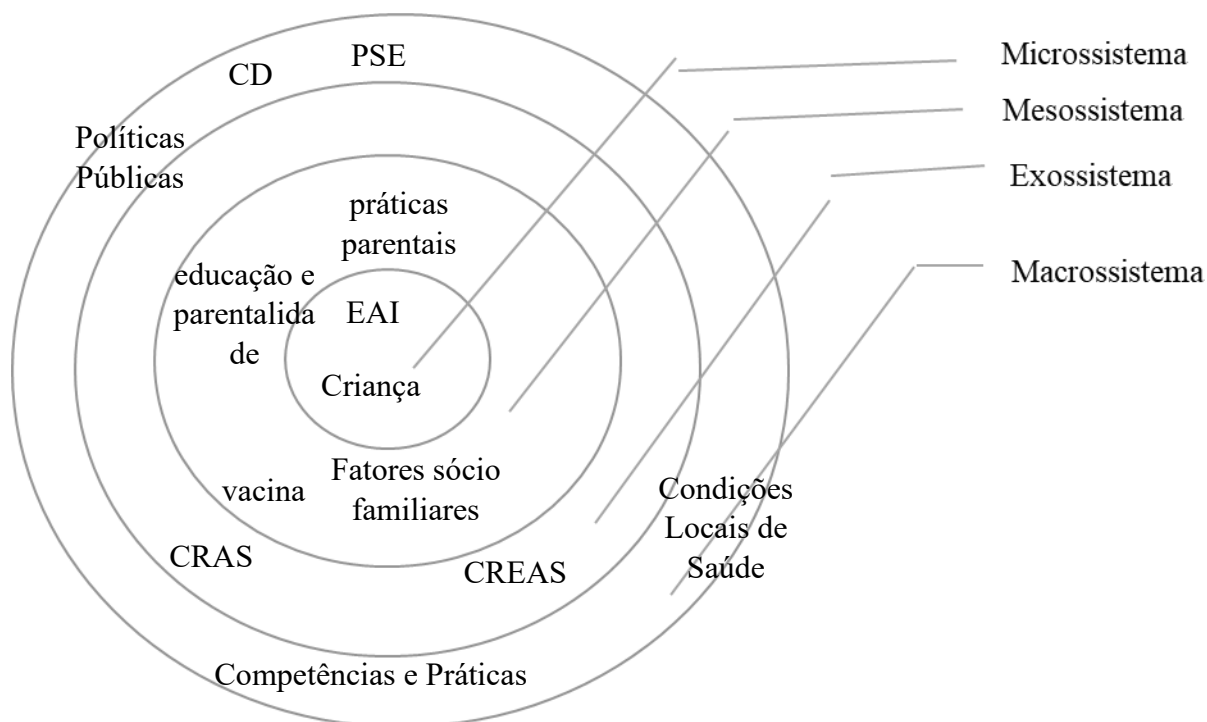 PSE
CD
Políticas
Públicas
práticas
parentais
educação e
parentalida
de
EAI
Criança
vacina
Fatores sócio
familiares
CRAS
CREAS
Condições
Locais de
Saúde
Competências e Práticas
Microssistema
Mesossistema
Exossistema
Macrossistema